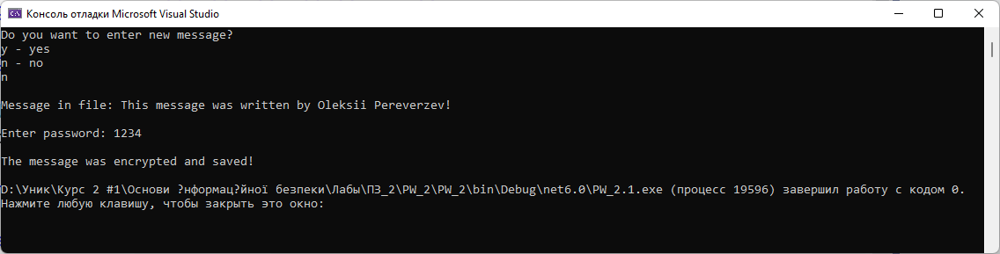 Консоль отладки Microsoft Visual Studio
Do you want to enter new message?
y - yes
n - no
n
Message in file: This message was written by Oleksii Pereverzev!
Enter password: 1234
The message was encrypted and saved!
D:\Уник\Курс 2 #1\Основи ?нформац?йної безпеки\Лабы\ПЗ_2\PW_2\PW_2\bin\Debug\net6.0\PW_2.1.exe (процесс 19596) завершил работу с кодом 0.
Нажмите любую клавишу, чтобы закрыть это окно: